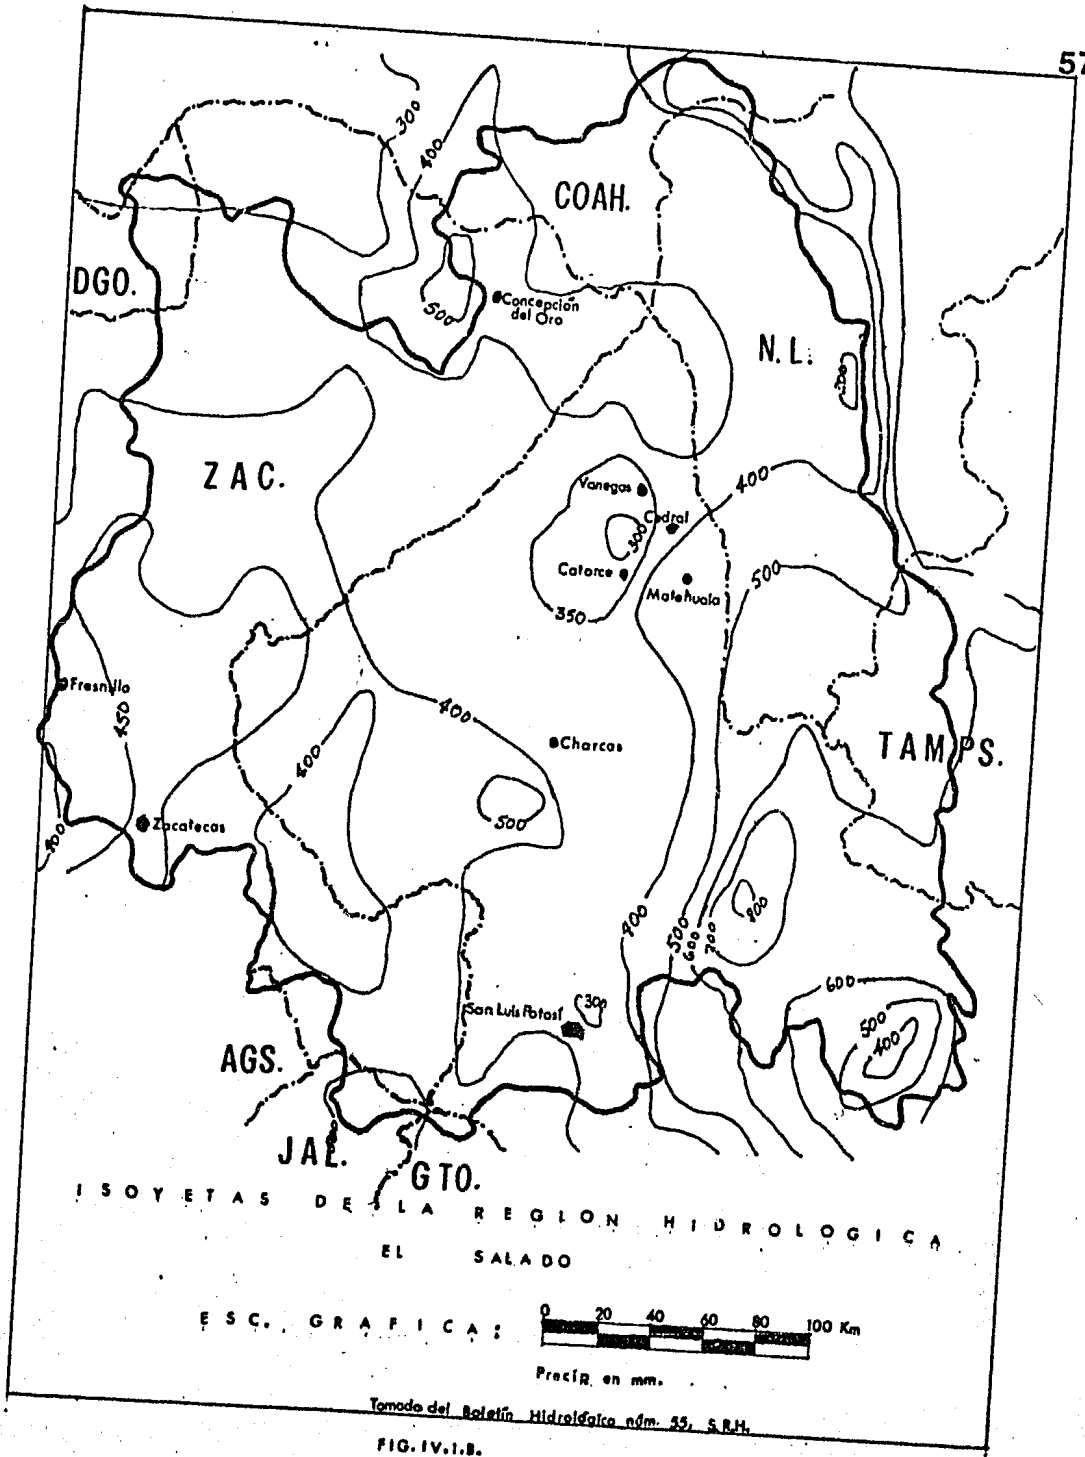 57
300
400
COAH.
DGO.
500
Concepción
del Oro
N.L.
ZAC.
400
Vanegas
Cedral
300
Catorce
500
Matehuala
350
Fresnillo
450
400
400
Charcas
TAMPS.
500
400
Zacatecas
800
400
500
600
700
600
300
San Luis Potosí
500
400
AGS.
JAL.
GTO.
ISOYETAS DE LA REGION HIDROLOGICA
EL SALADO
ESC. GRAFICA:
0 20 40 60 80 100 Km
Precip. en mm.
Tomado del Boletín Hidrológico núm. 55, S.R.H.
FIG. IV.I.B.